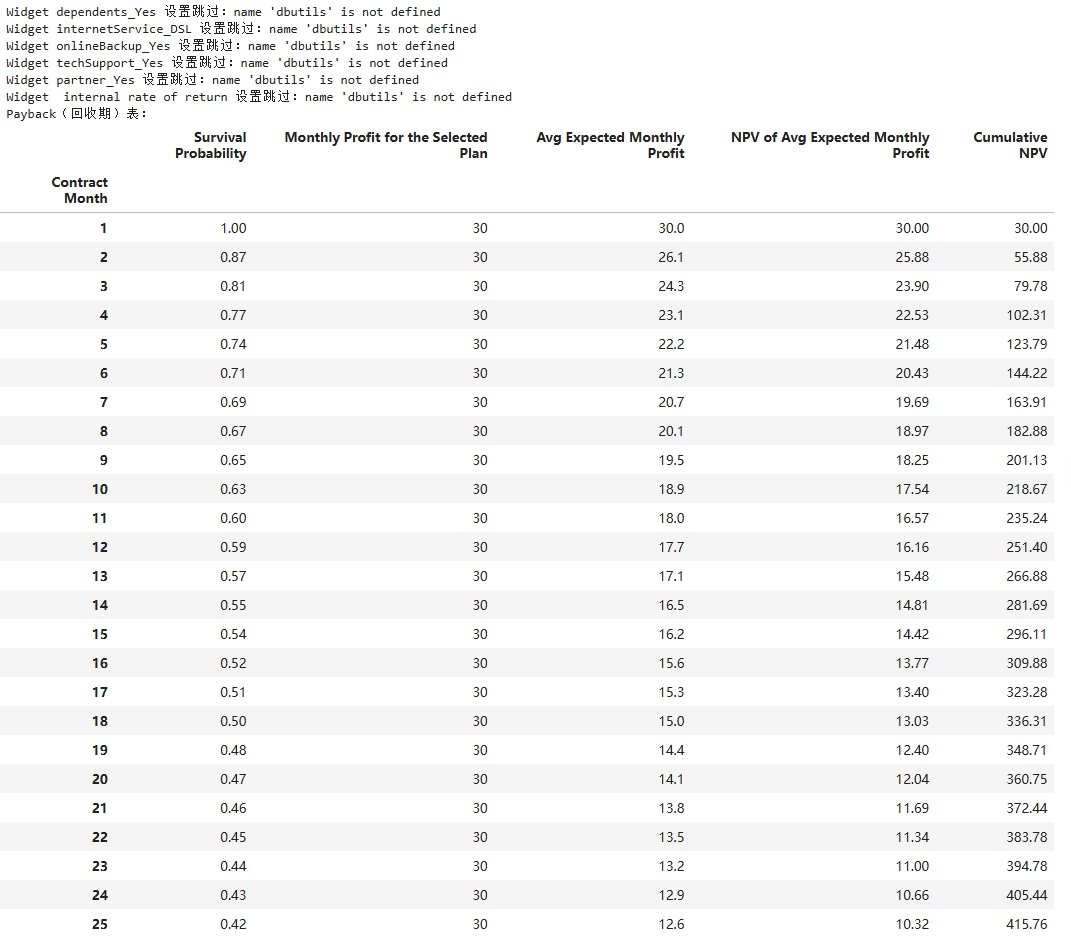 Widget dependents_Yes 设置跳过：name 'dbutils' is not defined
Widget internetService_DSL 设置跳过：name 'dbutils' is not defined
Widget onlineBackup_Yes 设置跳过：name 'dbutils' is not defined
Widget techSupport_Yes 设置跳过：name 'dbutils' is not defined
Widget partner_Yes 设置跳过：name 'dbutils' is not defined
Widget  internal rate of return 设置跳过：name 'dbutils' is not defined
Payback（回收期）表：
Survival Monthly Profit for the Selected Avg Expected Monthly NPV of Avg Expected Monthly Cumulative
Probability Plan Profit Profit NPV
Contract
Month
1 1.00 30 30.0 30.00 30.00
2 0.87 30 26.1 25.88 55.88
3 0.81 30 24.3 23.90 79.78
4 0.77 30 23.1 22.53 102.31
5 0.74 30 22.2 21.48 123.79
6 0.71 30 21.3 20.43 144.22
7 0.69 30 20.7 19.69 163.91
8 0.67 30 20.1 18.97 182.88
9 0.65 30 19.5 18.25 201.13
10 0.63 30 18.9 17.54 218.67
11 0.60 30 18.0 16.57 235.24
12 0.59 30 17.7 16.16 251.40
13 0.57 30 17.1 15.48 266.88
14 0.55 30 16.5 14.81 281.69
15 0.54 30 16.2 14.42 296.11
16 0.52 30 15.6 13.77 309.88
17 0.51 30 15.3 13.40 323.28
18 0.50 30 15.0 13.03 336.31
19 0.48 30 14.4 12.40 348.71
20 0.47 30 14.1 12.04 360.75
21 0.46 30 13.8 11.69 372.44
22 0.45 30 13.5 11.34 383.78
23 0.44 30 13.2 11.00 394.78
24 0.43 30 12.9 10.66 405.44
25 0.42 30 12.6 10.32 415.76